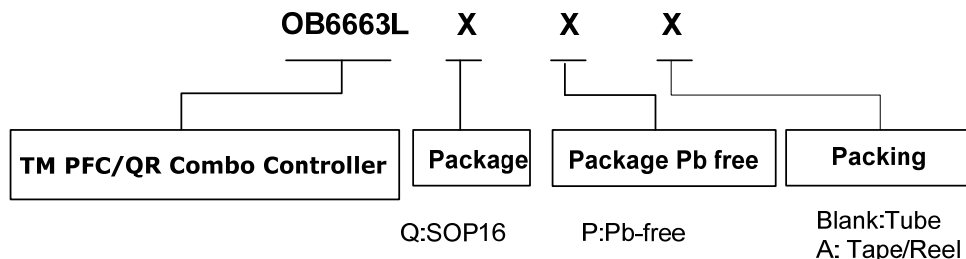 OB6663L X X X
TM PFC/QR Combo Controller
Package
Package Pb free
Packing
Q:SOP16
P:Pb-free
Blank:Tube
A: Tape/Reel